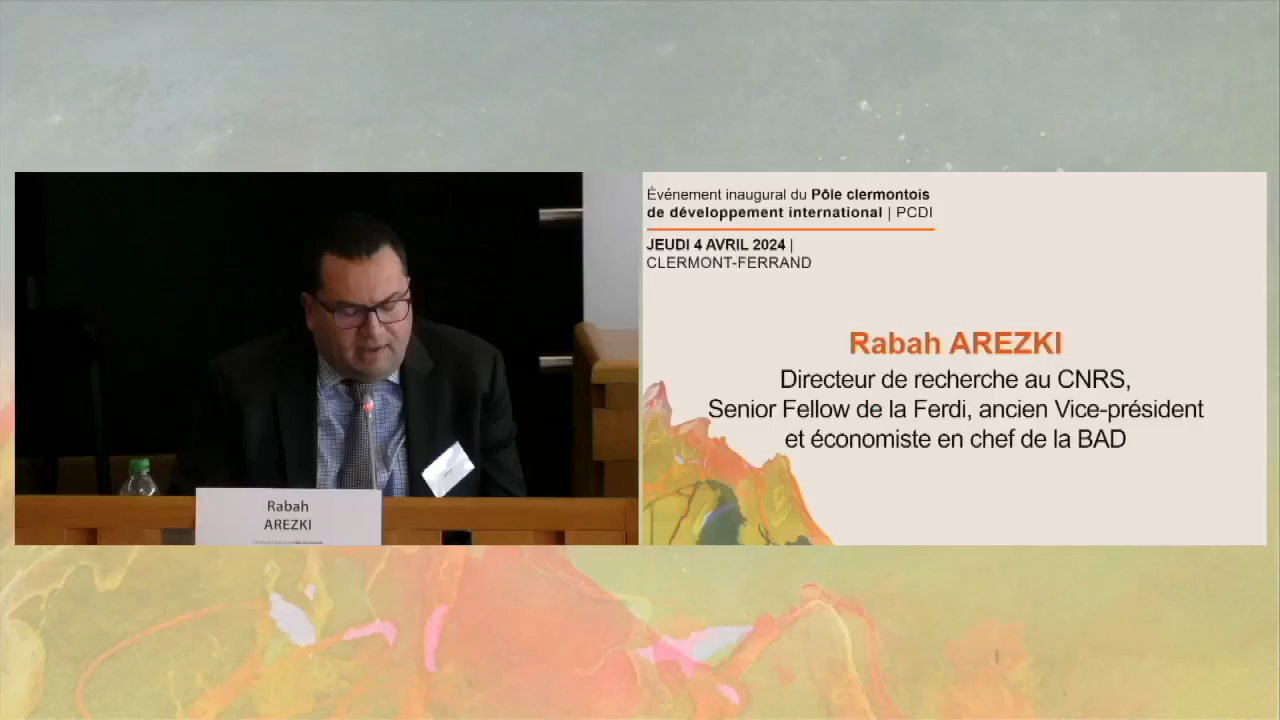 Événement inaugural du Pôle clermontois
de développement international | PCDI
JEUDI 4 AVRIL 2024 |
CLERMONT-FERRAND
Rabah AREZKI
Directeur de recherche au CNRS,
Senior Fellow de la Ferdi, ancien Vice-président
et économiste en chef de la BAD
Rabah
AREZKI